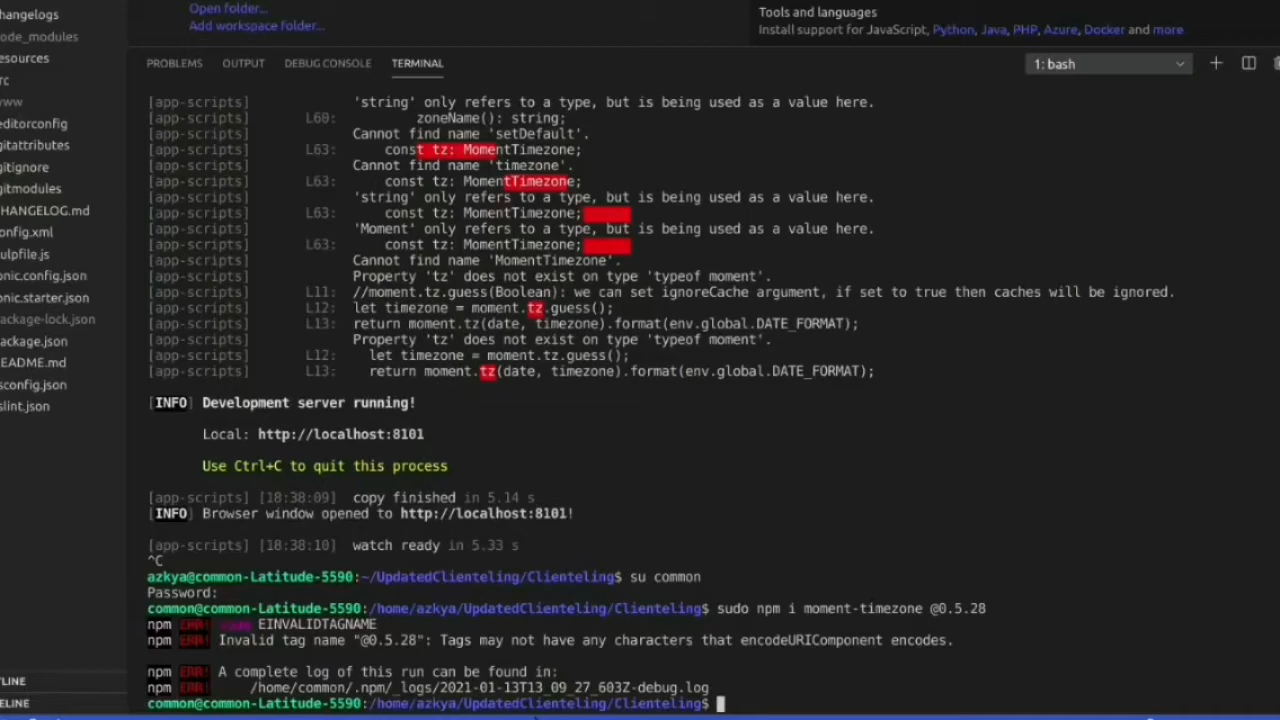 hangelogs
ode_modules
esources
rc
www
editorconfig
gitattributes
gitignore
gitmodules
HANGELOG.md
onfig.xml
ulpfile.js
onic.config.json
onic.starter.json
ackage-lock.json
ackage.json
EADME.md
sconfig.json
slint.json
TLINE
ELINE
Open folder...
Add workspace folder...
Tools and languages
Install support for JavaScript, Python, Java, PHP, Azure, Docker and more
PROBLEMS OUTPUT DEBUG CONSOLE TERMINAL 1: bash
[app-scripts] 'string' only refers to a type, but is being used as a value here.
[app-scripts] L60: zoneName(): string;
[app-scripts] Cannot find name 'setDefault'.
[app-scripts] L63: const tz: MomentTimezone;
[app-scripts] Cannot find name 'timezone'.
[app-scripts] L63: const tz: MomentTimezone;
[app-scripts] 'string' only refers to a type, but is being used as a value here.
[app-scripts] L63: const tz: MomentTimezone;
[app-scripts] 'Moment' only refers to a type, but is being used as a value here.
[app-scripts] L63: const tz: MomentTimezone;
[app-scripts] Cannot find name 'MomentTimezone'.
[app-scripts] Property 'tz' does not exist on type 'typeof moment'.
[app-scripts] L11: //moment.tz.guess(Boolean): we can set ignoreCache argument, if set to true then caches will be ignored.
[app-scripts] L12: let timezone = moment.tz.guess();
[app-scripts] L13: return moment.tz(date, timezone).format(env.global.DATE_FORMAT);
[app-scripts] Property 'tz' does not exist on type 'typeof moment'.
[app-scripts] L12: let timezone = moment.tz.guess();
[app-scripts] L13: return moment.tz(date, timezone).format(env.global.DATE_FORMAT);
[INFO] Development server running!
Local: http://localhost:8101
Use Ctrl+C to quit this process
[app-scripts] [18:38:09] copy finished in 5.14 s
[INFO] Browser window opened to http://localhost:8101!
[app-scripts] [18:38:10] watch ready in 5.33 s
^C
azkya@common-Latitude-5590:~/UpdatedClienteling/Clienteling$ su common
Password:
common@common-Latitude-5590:/home/azkya/UpdatedClienteling/Clienteling$ sudo npm i moment-timezone @0.5.28
npm ERR! code EINVALIDTAGNAME
npm ERR! Invalid tag name "@0.5.28": Tags may not have any characters that encodeURIComponent encodes.
npm ERR! A complete log of this run can be found in:
npm ERR! /home/common/.npm/_logs/2021-01-13T13_09_27_603Z-debug.log
common@common-Latitude-5590:/home/azkya/UpdatedClienteling/Clienteling$